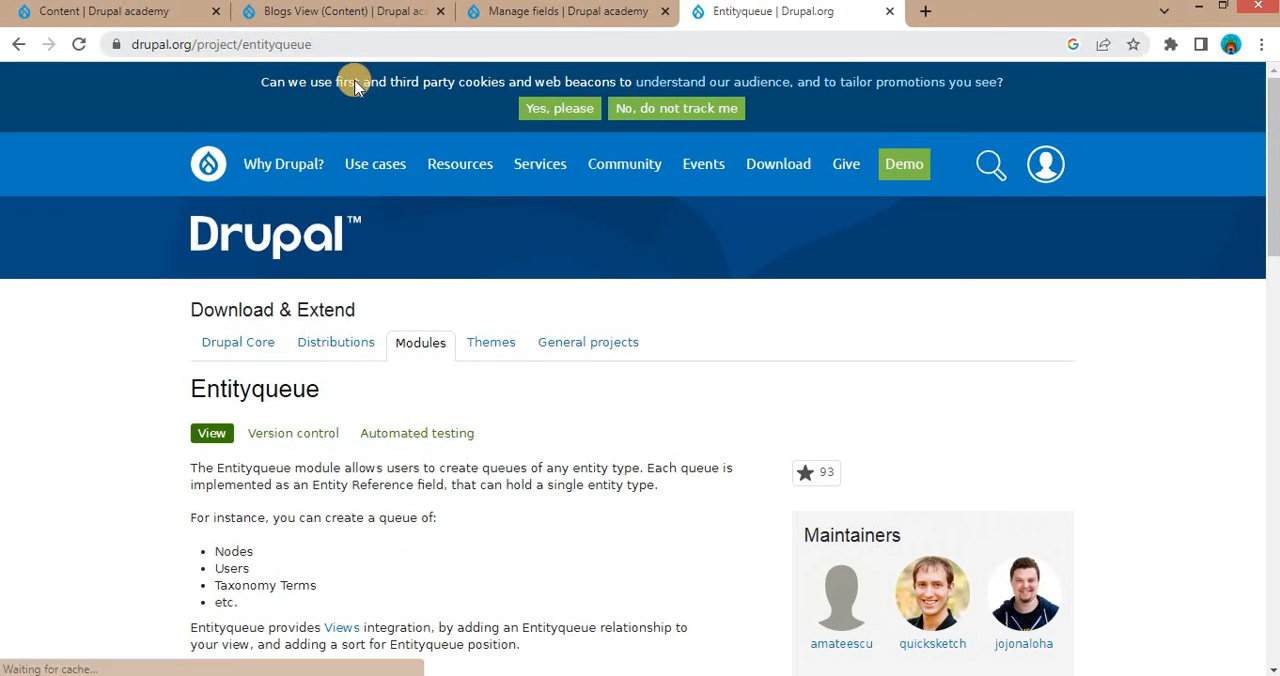 Content | Drupal academy
Blogs View (Content) | Drupal aca
Manage fields | Drupal academy
Entityqueue | Drupal.org
drupal.org/project/entityqueue
Can we use first and third party cookies and web beacons to understand our audience, and to tailor promotions you see?
Yes, please
No, do not track me
Why Drupal?
Use cases
Resources
Services
Community
Events
Download
Give
Demo
Drupal™
Download & Extend
Drupal Core
Distributions
Modules
Themes
General projects
Entityqueue
View
Version control
Automated testing
The Entityqueue module allows users to create queues of any entity type. Each queue is
implemented as an Entity Reference field, that can hold a single entity type.
93
For instance, you can create a queue of:
Maintainers
• Nodes
• Users
• Taxonomy Terms
• etc.
Entityqueue provides Views integration, by adding an Entityqueue relationship to
your view, and adding a sort for Entityqueue position.
amateescu
quicksketch
jojonaloha
Waiting for cache...